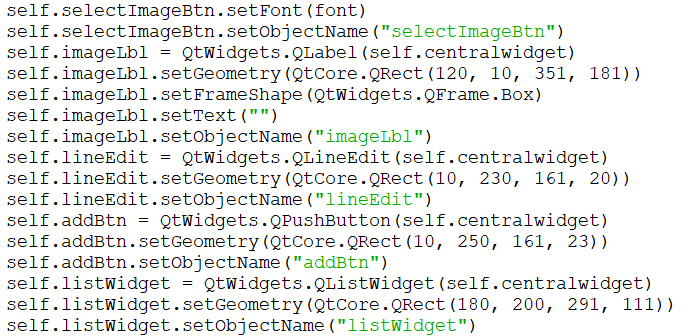 self.selectImageBtn.setFont(font)
self.selectImageBtn.setObjectName("selectImageBtn")
self.imageLbl = QtWidgets.QLabel(self.centralwidget)
self.imageLbl.setGeometry(QtCore.QRect(120, 10, 351, 181))
self.imageLbl.setFrameShape(QtWidgets.QFrame.Box)
self.imageLbl.setText("")
self.imageLbl.setObjectName("imageLbl")
self.lineEdit = QtWidgets.QLineEdit(self.centralwidget)
self.lineEdit.setGeometry(QtCore.QRect(10, 230, 161, 20))
self.lineEdit.setObjectName("lineEdit")
self.addBtn = QtWidgets.QPushButton(self.centralwidget)
self.addBtn.setGeometry(QtCore.QRect(10, 250, 161, 23))
self.addBtn.setObjectName("addBtn")
self.listWidget = QtWidgets.QListWidget(self.centralwidget)
self.listWidget.setGeometry(QtCore.QRect(180, 200, 291, 111))
self.listWidget.setObjectName("listWidget")